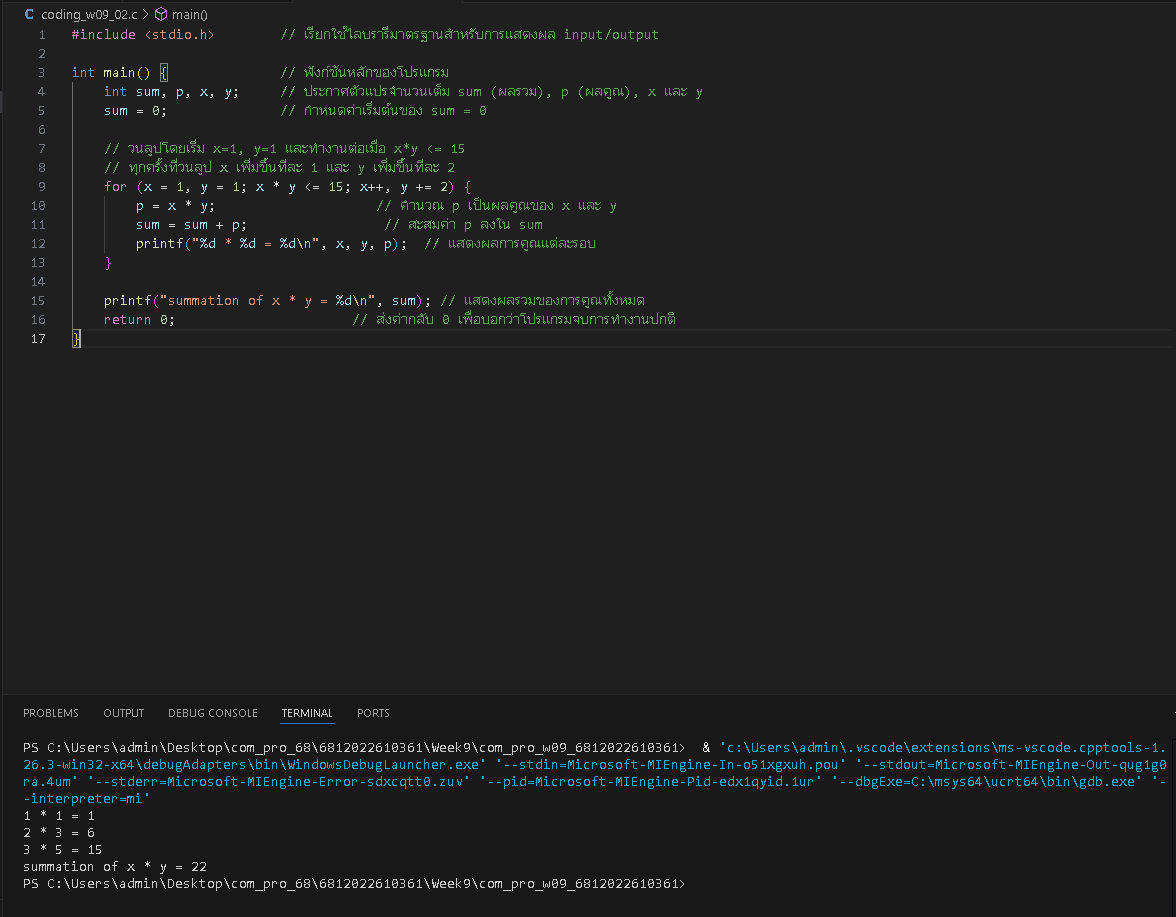 C coding_w09_02.c > main()
1 #include <stdio.h> // เรียกใช้ไลบรารีมาตรฐานสำหรับการแสดงผล input/output
2
3 int main() { // ฟังก์ชันหลักของโปรแกรม
4 int sum, p, x, y; // ประกาศตัวแปรจำนวนเต็ม sum (ผลรวม), p (ผลคูณ), x และ y
5 sum = 0; // กำหนดค่าเริ่มต้นของ sum = 0
6
7 // วนลูปโดยเริ่ม x=1, y=1 และทำงานต่อเมื่อ x*y <= 15
8 // ทุกครั้งที่วนลูป x เพิ่มขึ้นทีละ 1 และ y เพิ่มขึ้นทีละ 2
9 for (x = 1, y = 1; x * y <= 15; x++, y += 2) {
10 p = x * y; // คำนวณ p เป็นผลคูณของ x และ y
11 sum = sum + p; // สะสมค่า p ลงใน sum
12 printf("%d * %d = %d\n", x, y, p); // แสดงผลการคูณแต่ละรอบ
13 }
14
15 printf("summation of x * y = %d\n", sum); // แสดงผลรวมของการคูณทั้งหมด
16 return 0; // ส่งค่ากลับ 0 เพื่อบอกว่าโปรแกรมจบการทำงานปกติ
17 }
PROBLEMS OUTPUT DEBUG CONSOLE TERMINAL PORTS
PS C:\Users\admin\Desktop\com_pro_68\6812022610361\Week9\com_pro_w09_6812022610361> & 'c:\Users\admin\.vscode\extensions\ms-vscode.cpptools-1.
26.3-win32-x64\debugAdapters\bin\WindowsDebugLauncher.exe' '--stdin=Microsoft-MIEngine-In-o51xgxuh.pou' '--stdout=Microsoft-MIEngine-Out-qug1g0
ra.4um' '--stderr=Microsoft-MIEngine-Error-sdxcqtt0.zuv' '--pid=Microsoft-MIEngine-Pid-edx1qyid.1ur' '--dbgExe=C:\msys64\ucrt64\bin\gdb.exe' '-
-interpreter=mi'
1 * 1 = 1
2 * 3 = 6
3 * 5 = 15
summation of x * y = 22
PS C:\Users\admin\Desktop\com_pro_68\6812022610361\Week9\com_pro_w09_6812022610361>